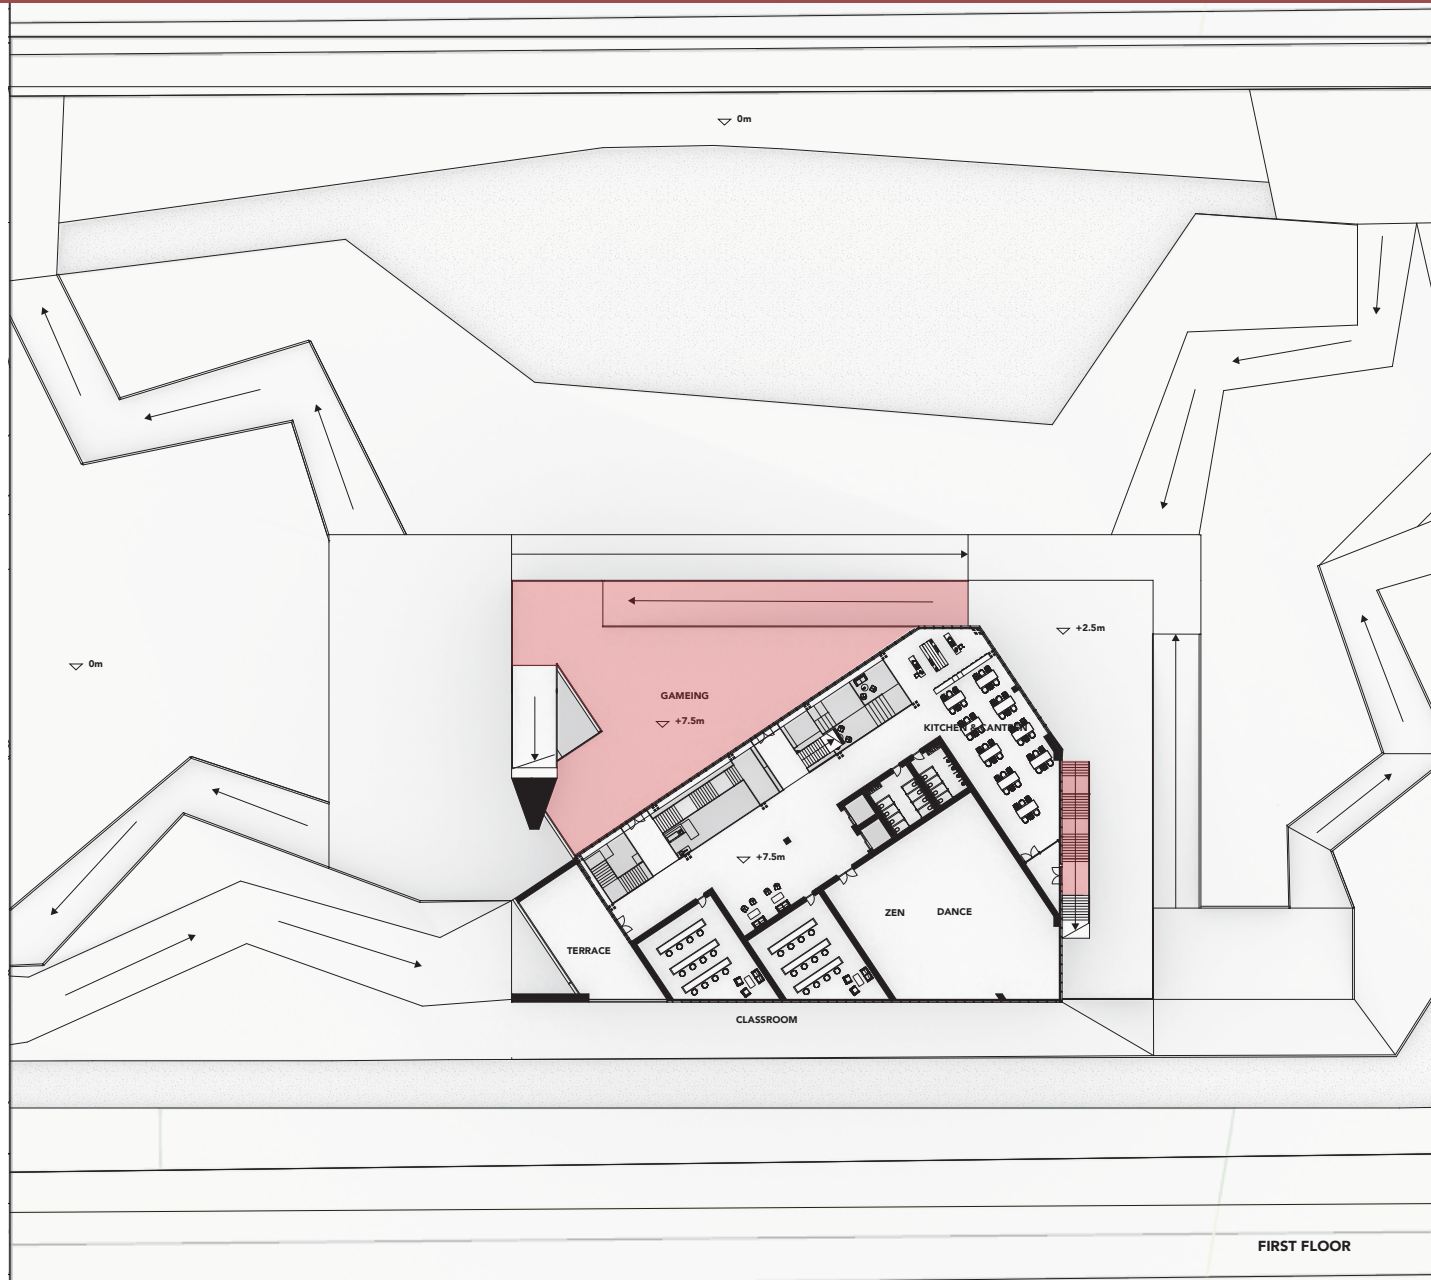 0m
+2.5m
0m
GAMEING
+7.5m
KITCHEN & CANTEEN
+7.5m
ZEN
DANCE
TERRACE
CLASSROOM
FIRST FLOOR